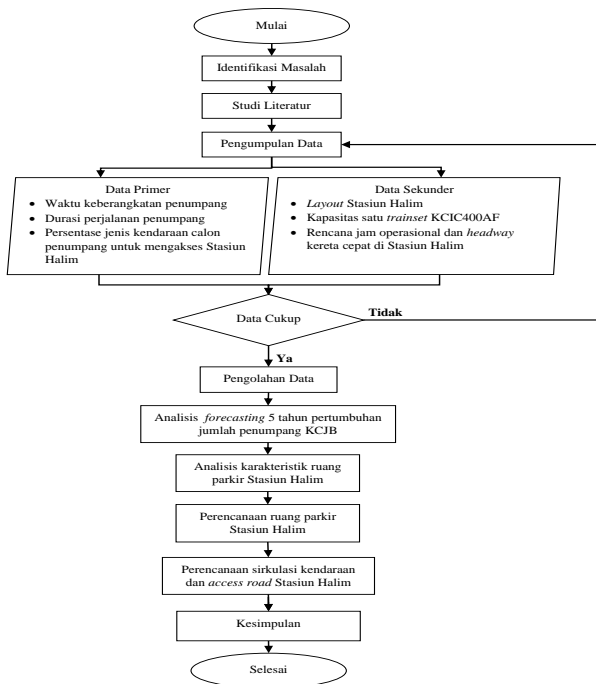 Mulai
Identifikasi Masalah
Studi Literatur
Pengumpulan Data
Data Primer
• Waktu keberangkatan penumpang
• Durasi perjalanan penumpang
• Persentase jenis kendaraan calon
penumpang untuk mengakses Stasiun
Halim
Data Sekunder
• Layout Stasiun Halim
• Kapasitas satu trainset KCIC400AF
• Rencana jam operasional dan headway
kereta cepat di Stasiun Halim
Data Cukup
Tidak
Ya
Pengolahan Data
Analisis forecasting 5 tahun pertumbuhan
jumlah penumpang KCJB
Analisis karakteristik ruang
parkir Stasiun Halim
Perencanaan ruang parkir
Stasiun Halim
Perencanaan sirkulasi kendaraan
dan access road Stasiun Halim
Kesimpulan
Selesai